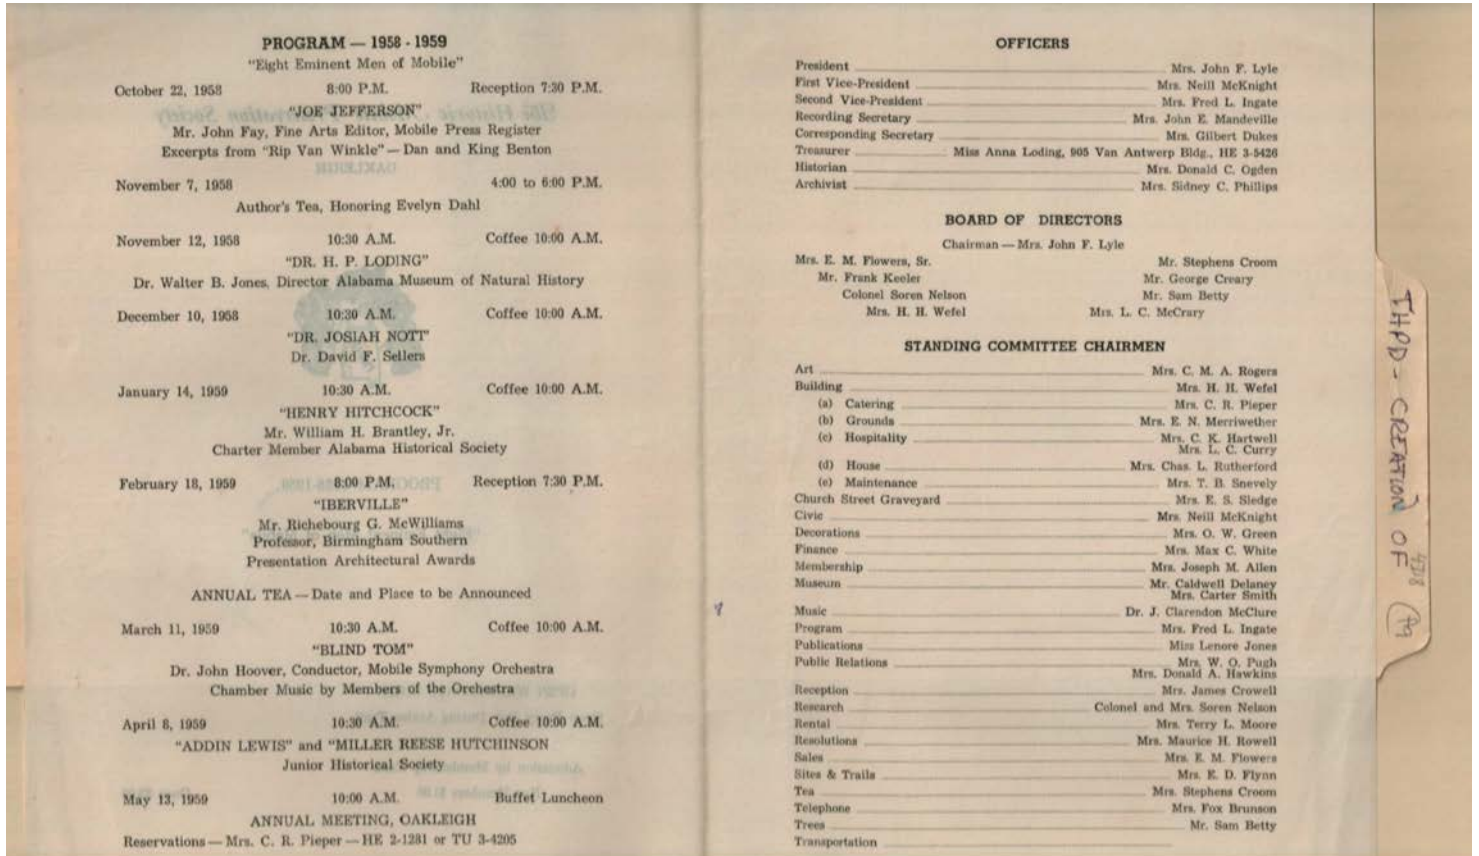 PROGRAM — 1958 - 1959
"Eight Eminent Men of Mobile"
October 22, 1958 8:00 P.M. Reception 7:30 P.M.
"JOE JEFFERSON"
Mr. John Fay, Fine Arts Editor, Mobile Press Register
Excerpts from "Rip Van Winkle" — Dan and King Benton
November 7, 1958 4:00 to 6:00 P.M.
Author's Tea, Honoring Evelyn Dahl
November 12, 1958 10:30 A.M. Coffee 10:00 A.M.
"DR. H. P. LODING"
Dr. Walter B. Jones, Director Alabama Museum of Natural History
December 10, 1958 10:30 A.M. Coffee 10:00 A.M.
"DR. JOSIAH NOTT"
Dr. David F. Sellers
January 14, 1959 10:30 A.M. Coffee 10:00 A.M.
"HENRY HITCHCOCK"
Mr. William H. Brantley, Jr.
Charter Member Alabama Historical Society
February 18, 1959 8:00 P.M. Reception 7:30 P.M.
"IBERVILLE"
Mr. Richebourg G. McWilliams
Professor, Birmingham Southern
Presentation Architectural Awards
ANNUAL TEA — Date and Place to be Announced
March 11, 1959 10:30 A.M. Coffee 10:00 A.M.
"BLIND TOM"
Dr. John Hoover, Conductor, Mobile Symphony Orchestra
Chamber Music by Members of the Orchestra
April 8, 1959 10:30 A.M. Coffee 10:00 A.M.
"ADDIN LEWIS" and "MILLER REESE HUTCHINSON
Junior Historical Society
May 13, 1959 10:00 A.M. Buffet Luncheon
ANNUAL MEETING, OAKLEIGH
Reservations — Mrs. C. R. Pieper — HE 2-1281 or TU 3-4205
OFFICERS
President Mrs. John F. Lyle
First Vice-President Mrs. Neill McKnight
Second Vice-President Mrs. Fred L. Ingate
Recording Secretary Mrs. John E. Mandeville
Corresponding Secretary Mrs. Gilbert Dukes
Treasurer Miss Anna Loding, 905 Van Antwerp Bldg., HE 3-5426
Historian Mrs. Donald C. Ogden
Archivist Mrs. Sidney C. Phillips
BOARD OF DIRECTORS
Chairman — Mrs. John F. Lyle
Mrs. E. M. Flowers, Sr. Mr. Stephens Croom
Mr. Frank Keeler Mr. George Creary
Colonel Soren Nelson Mr. Sam Betty
Mrs. H. H. Wefel Mrs. L. C. McCrary
STANDING COMMITTEE CHAIRMEN
Art Mrs. C. M. A. Rogers
Building Mrs. H. H. Wefel
(a) Catering Mrs. C. R. Pieper
(b) Grounds Mrs. E. N. Merriwether
(c) Hospitality Mrs. C. K. Hartwell
Mrs. L. C. Curry
(d) House Mrs. Chas. L. Rutherford
(e) Maintenance Mrs. T. B. Snevely
Church Street Graveyard Mrs. E. S. Sledge
Civic Mrs. Neill McKnight
Decorations Mrs. O. W. Green
Finance Mrs. Max C. White
Membership Mrs. Joseph M. Allen
Museum Mr. Caldwell Delaney
Mrs. Carter Smith
Music Dr. J. Clarendon McClure
Program Mrs. Fred L. Ingate
Publications Miss Lenore Jones
Public Relations Mrs. W. O. Pugh
Mrs. Donald A. Hawkins
Reception Mrs. James Crowell
Research Colonel and Mrs. Soren Nelson
Rental Mrs. Terry L. Moore
Resolutions Mrs. Maurice H. Rowell
Sales Mrs. E. M. Flowers
Sites & Trails Mrs. E. D. Flynn
Tea Mrs. Stephens Croom
Telephone Mrs. Fox Brunson
Trees Mr. Sam Betty
Transportation
THPD - CREATION OF